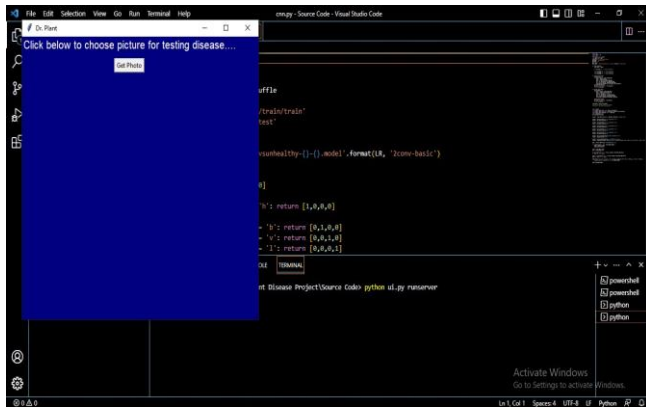 File Edit Selection View Go Run Terminal Help
cnn.py - Source Code - Visual Studio Code
Dr. Plant
Click below to choose picture for testing disease....
Get Photo
uffle
/train/train'
test'
vsunhealthy-{}-{}.model'.format(LR, '2conv-basic')
0]
'h': return [1,0,0,0]
= 'b': return [0,1,0,0]
= 'v': return [0,0,1,0]
= 'l': return [0,0,0,1]
OLE TERMINAL
nt Disease Project\Source Code> python ui.py runserver
powershell
powershell
python
python
Activate Windows
Go to Settings to activate Windows.
Ln 1, Col 1 Spaces: 4 UTF-8 LF Python